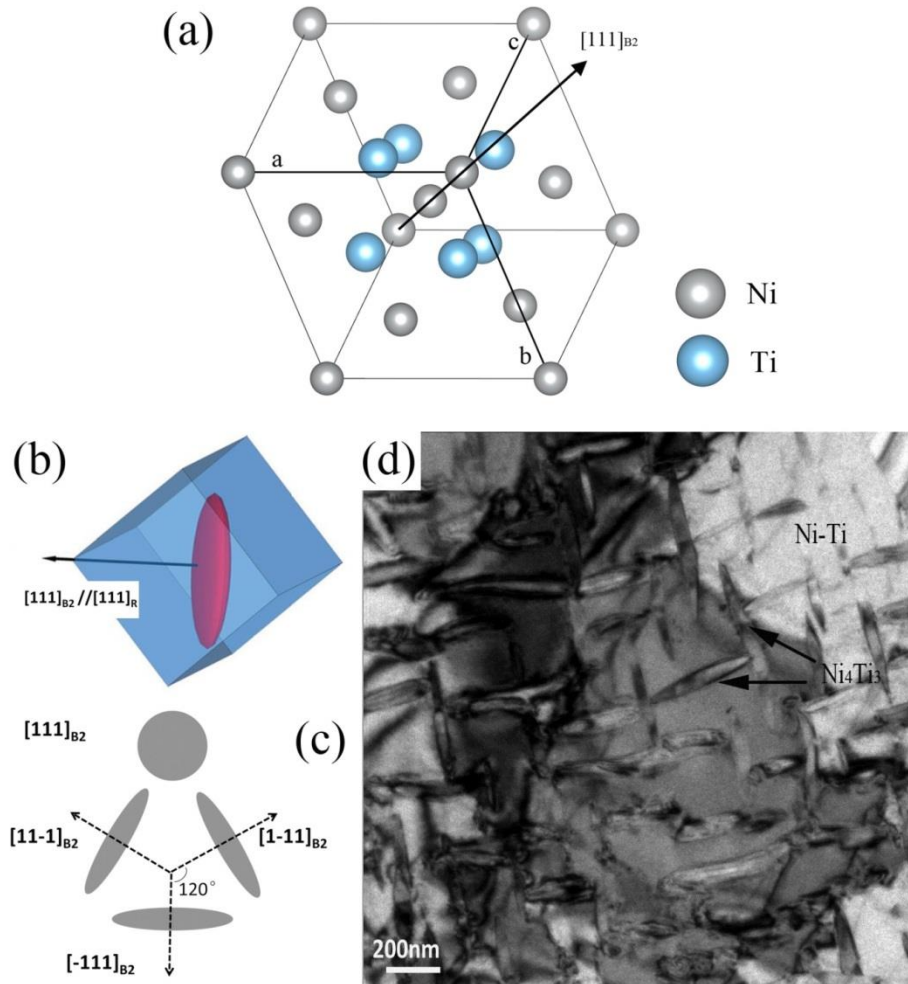 (a)
c
[111]B2
a
b
Ni
Ti
(b)
[111]B2//[111]R
(c)
[111]B2
[11-1]B2
[1-11]B2
120°
[-111]B2
(d)
Ni-Ti
Ni4Ti3
200nm